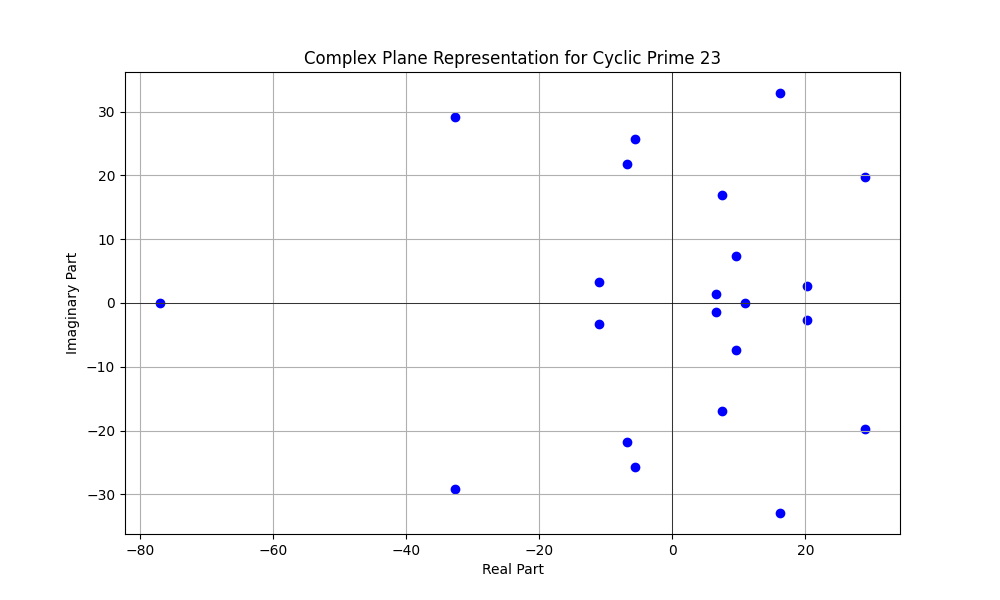 Complex Plane Representation for Cyclic Prime 23
30
20
10
0
−10
−20
−30
Imaginary Part
−80 −60 −40 −20 0 20
Real Part